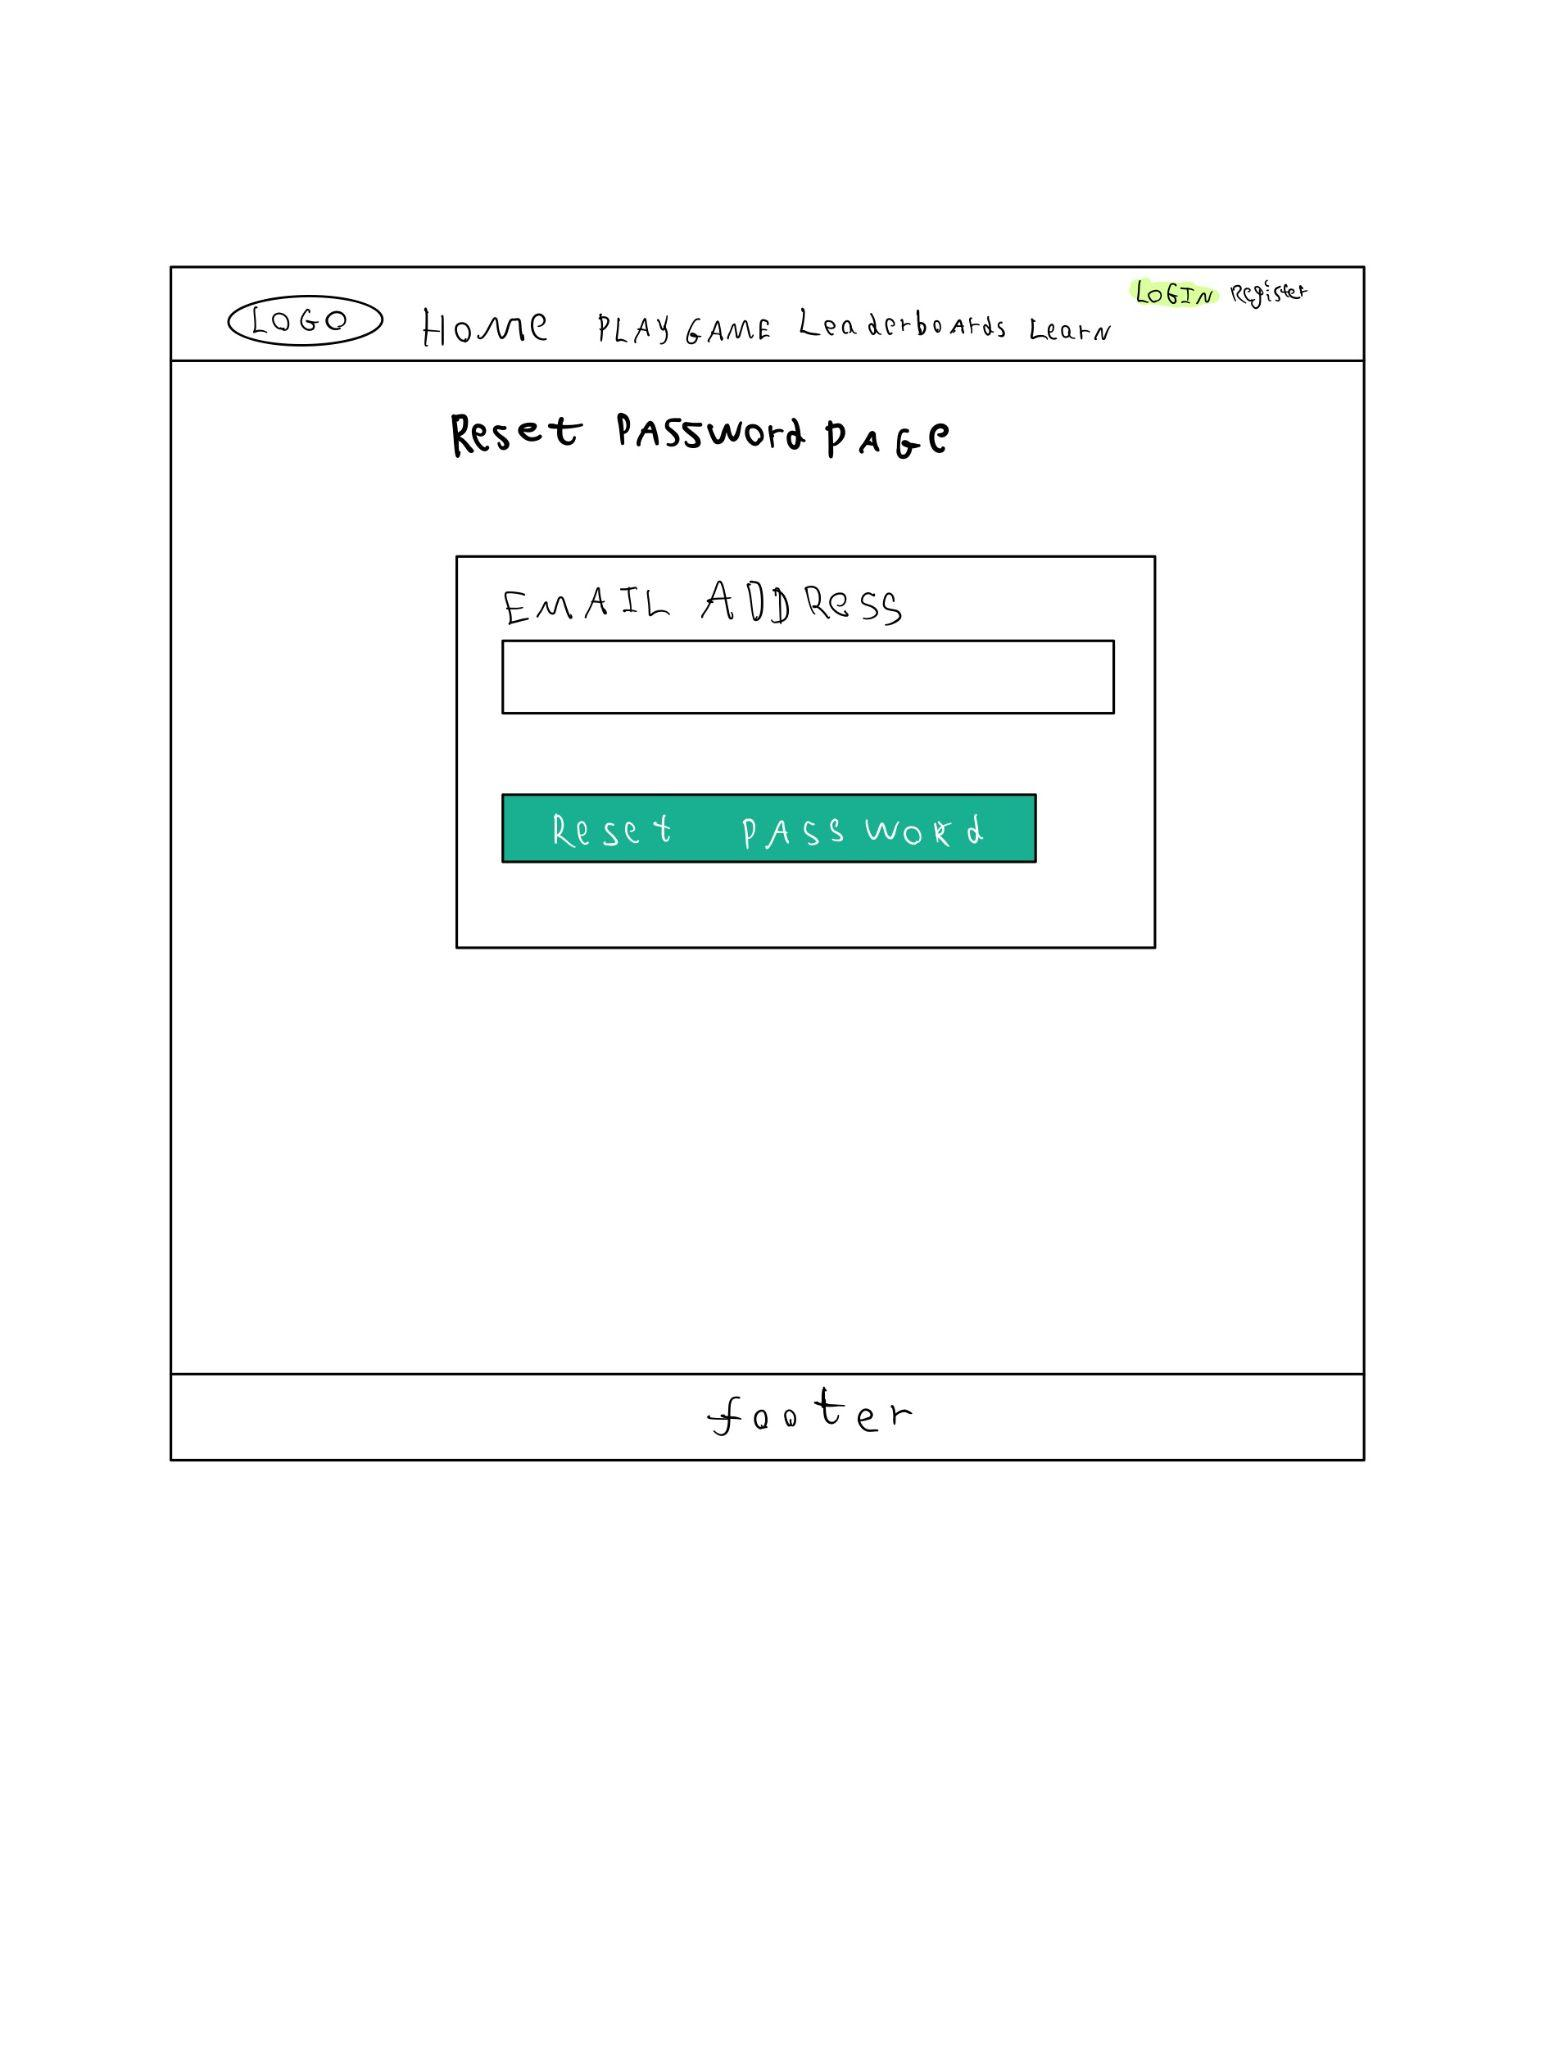 LOGIN Register
LOGO Home PLAY GAME Leaderboards Learn
Reset PASSword PAGe
EMAIL ADDRess
Reset PASSWORd
footer